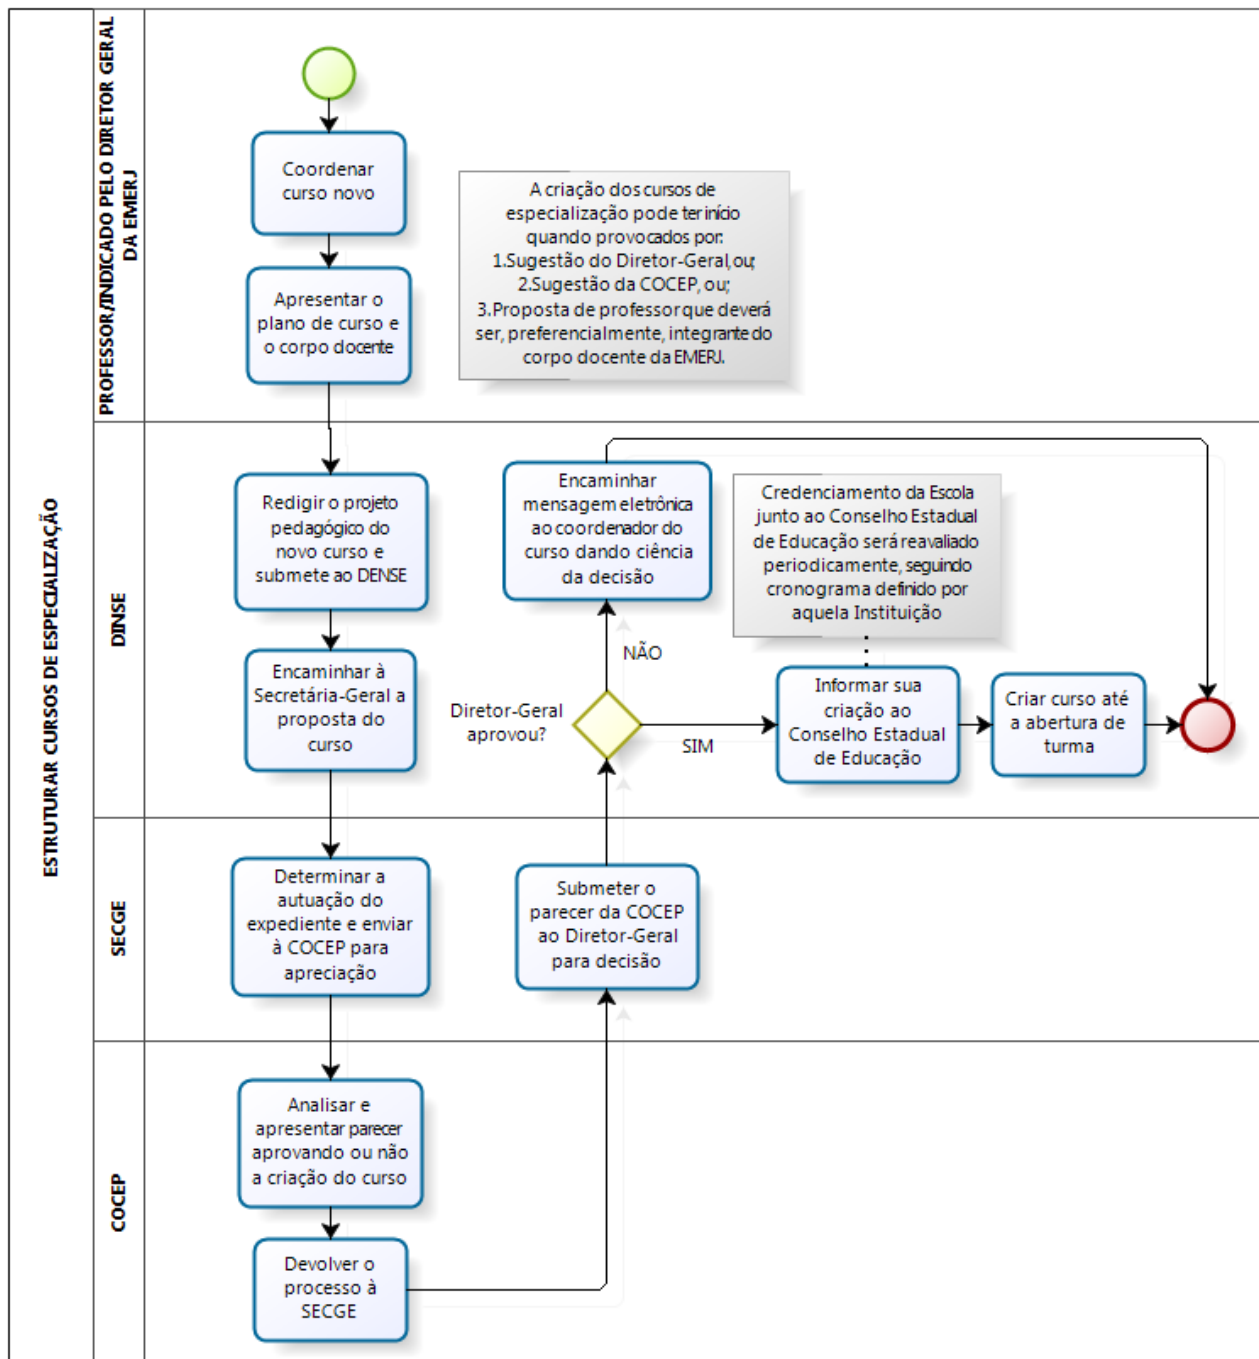 ESTRUTURAR CURSOS DE ESPECIALIZAÇÃO
PROFESSOR/INDICADO PELO DIRETOR GERAL
DA EMERJ
Coordenar
curso novo
Apresentar o
plano de curso e
o corpo docente
A criação dos cursos de
especialização pode ter início
quando provocados por:
1.Sugestão do Diretor-Geral, ou;
2.Sugestão da COCEP, ou;
3.Proposta de professor que deverá
ser, preferencialmente, integrante do
corpo docente da EMERJ.
DINSE
Redigir o projeto
pedagógico do
novo curso e
submete ao DENSE
Encaminhar à
Secretária-Geral a
proposta do
curso
Encaminhar
mensagem eletrônica
ao coordenador do
curso dando ciência
da decisão
Credenciamento da Escola
junto ao Conselho Estadual
de Educação será reavaliado
periodicamente, seguindo
cronograma definido por
aquela Instituição
NÃO
Diretor-Geral
aprovou?
SIM
Informar sua
criação ao
Conselho Estadual
de Educação
Criar curso até
a abertura de
turma
SECGE
Determinar a
autuação do
expediente e enviar
à COCEP para
apreciação
Submeter o
parecer da COCEP
ao Diretor-Geral
para decisão
COCEP
Analisar e
apresentar parecer
aprovando ou não
a criação do curso
Devolver o
processo à
SECGE